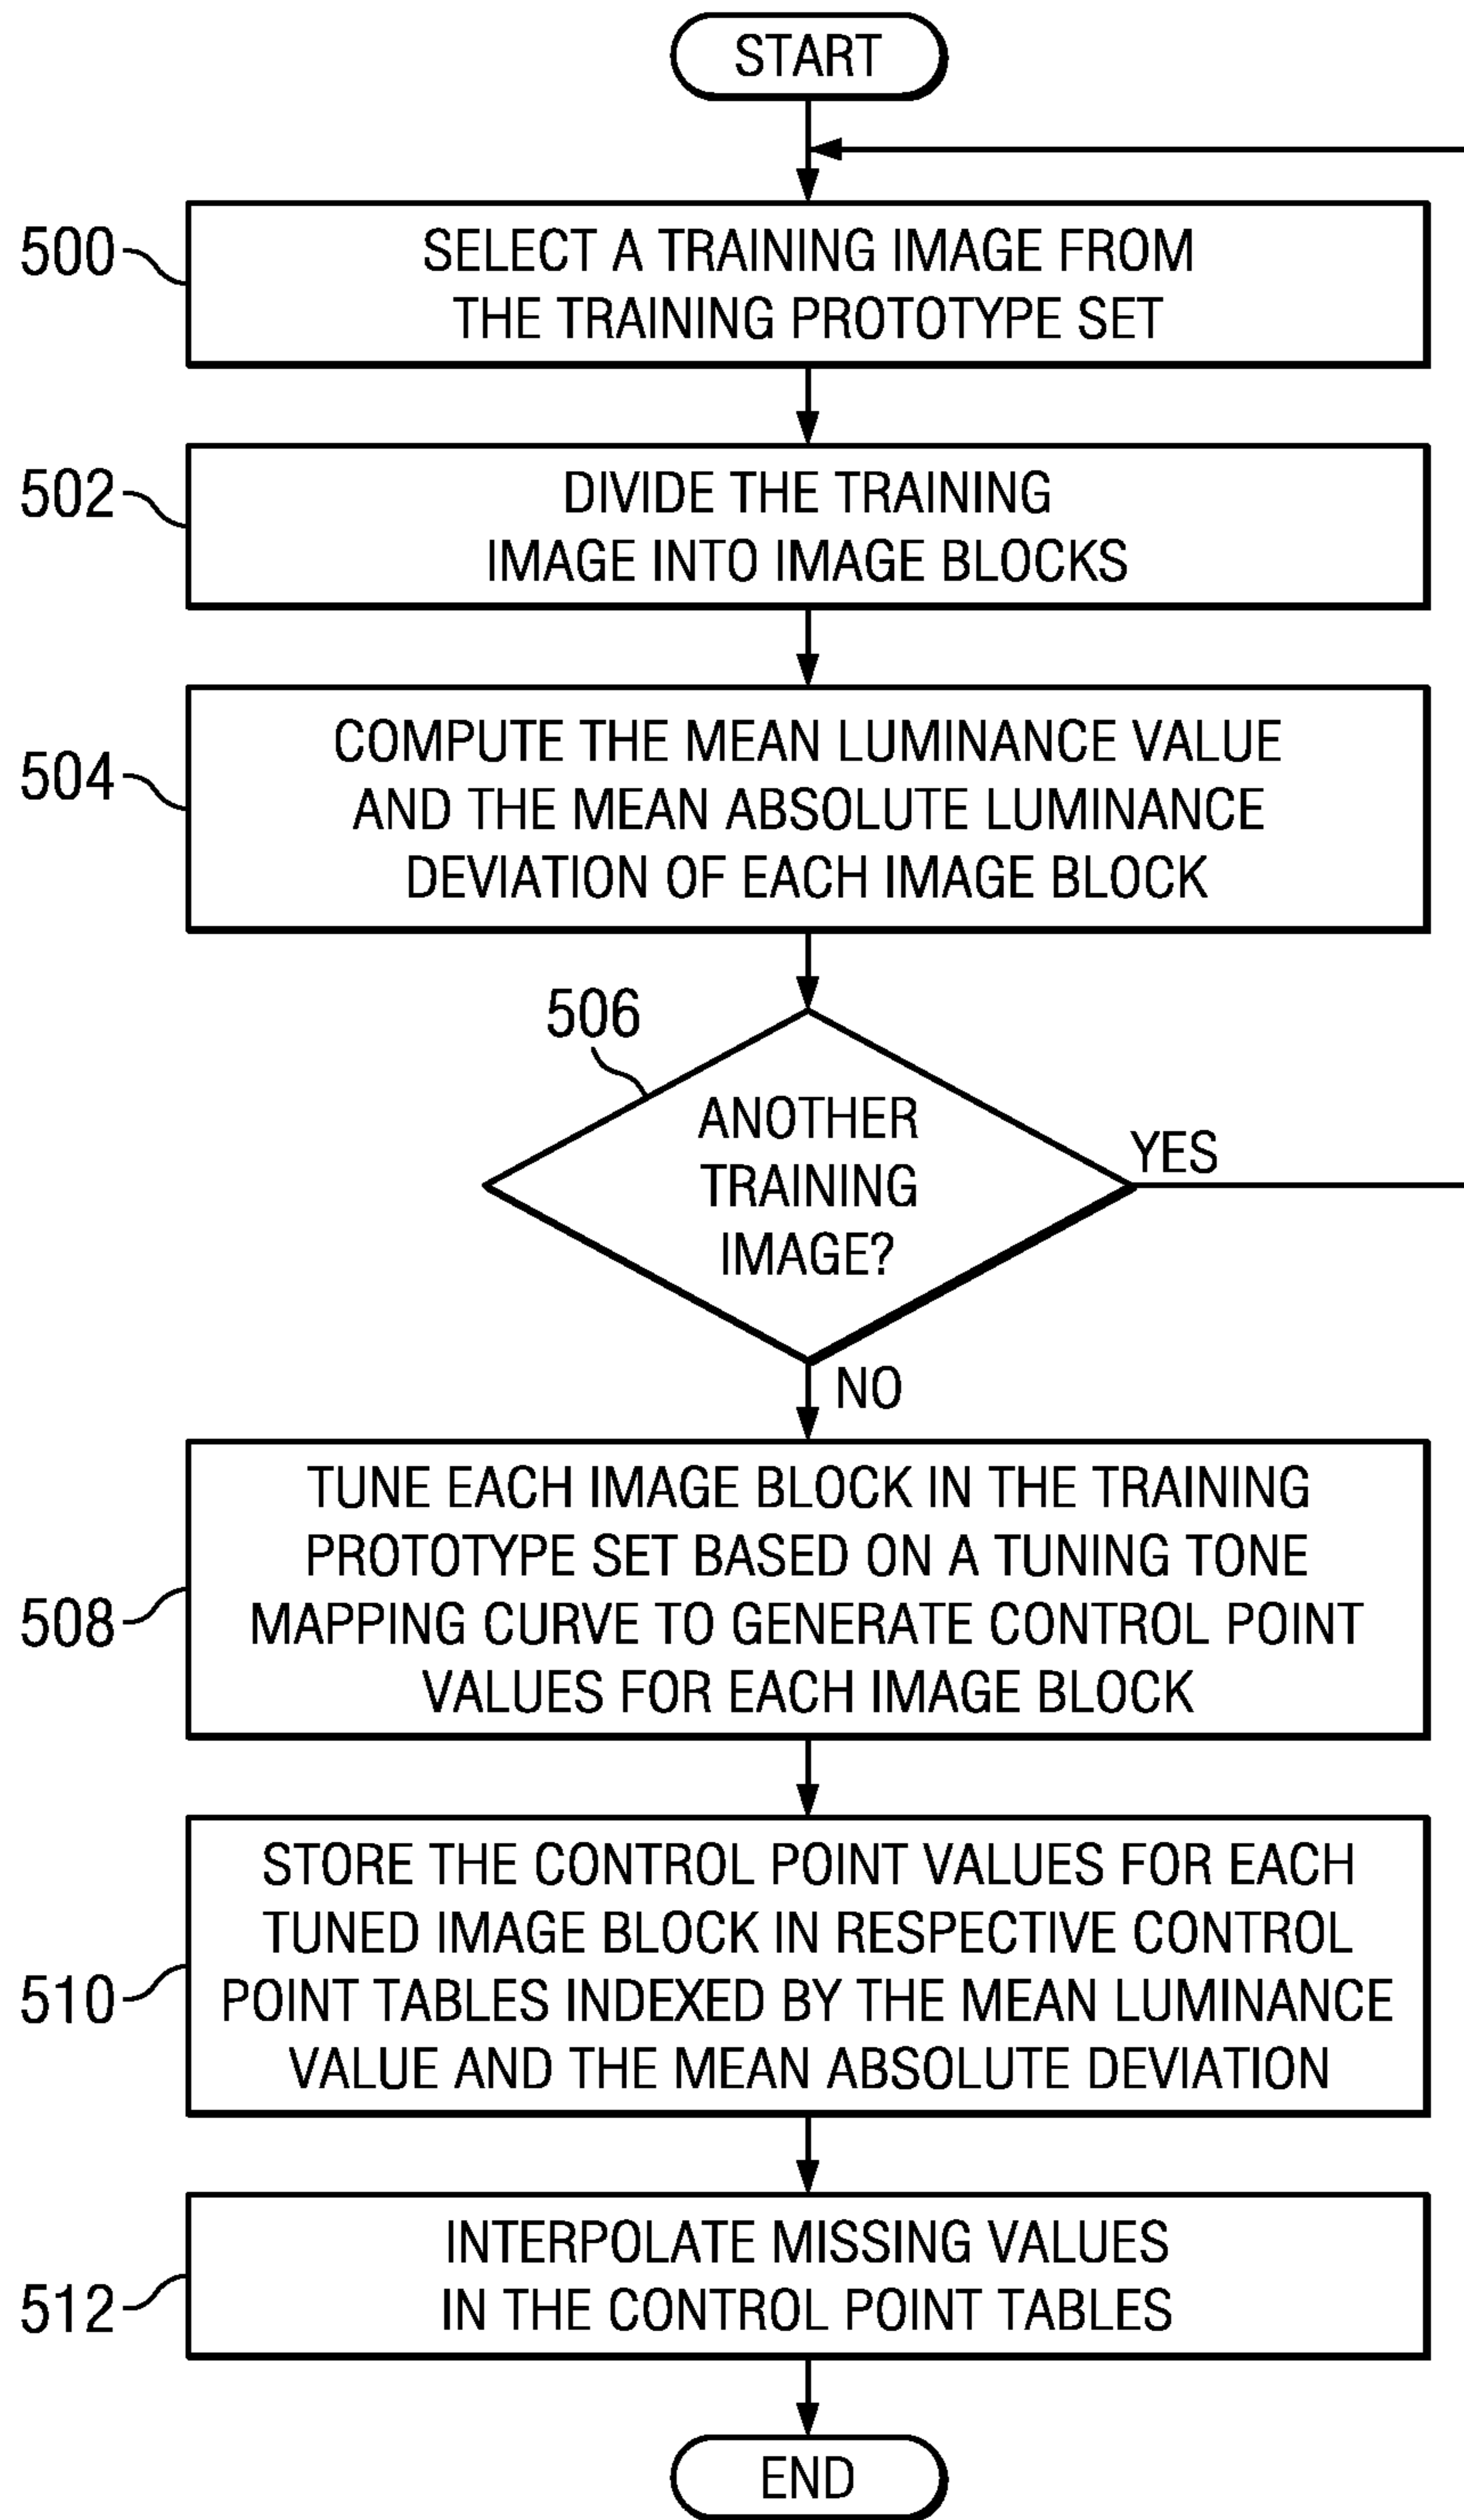 START
500
SELECT A TRAINING IMAGE FROM
THE TRAINING PROTOTYPE SET
502
DIVIDE THE TRAINING
IMAGE INTO IMAGE BLOCKS
504
COMPUTE THE MEAN LUMINANCE VALUE
AND THE MEAN ABSOLUTE LUMINANCE
DEVIATION OF EACH IMAGE BLOCK
506
ANOTHER
TRAINING
IMAGE?
YES
NO
508
TUNE EACH IMAGE BLOCK IN THE TRAINING
PROTOTYPE SET BASED ON A TUNING TONE
MAPPING CURVE TO GENERATE CONTROL POINT
VALUES FOR EACH IMAGE BLOCK
510
STORE THE CONTROL POINT VALUES FOR EACH
TUNED IMAGE BLOCK IN RESPECTIVE CONTROL
POINT TABLES INDEXED BY THE MEAN LUMINANCE
VALUE AND THE MEAN ABSOLUTE DEVIATION
512
INTERPOLATE MISSING VALUES
IN THE CONTROL POINT TABLES
END